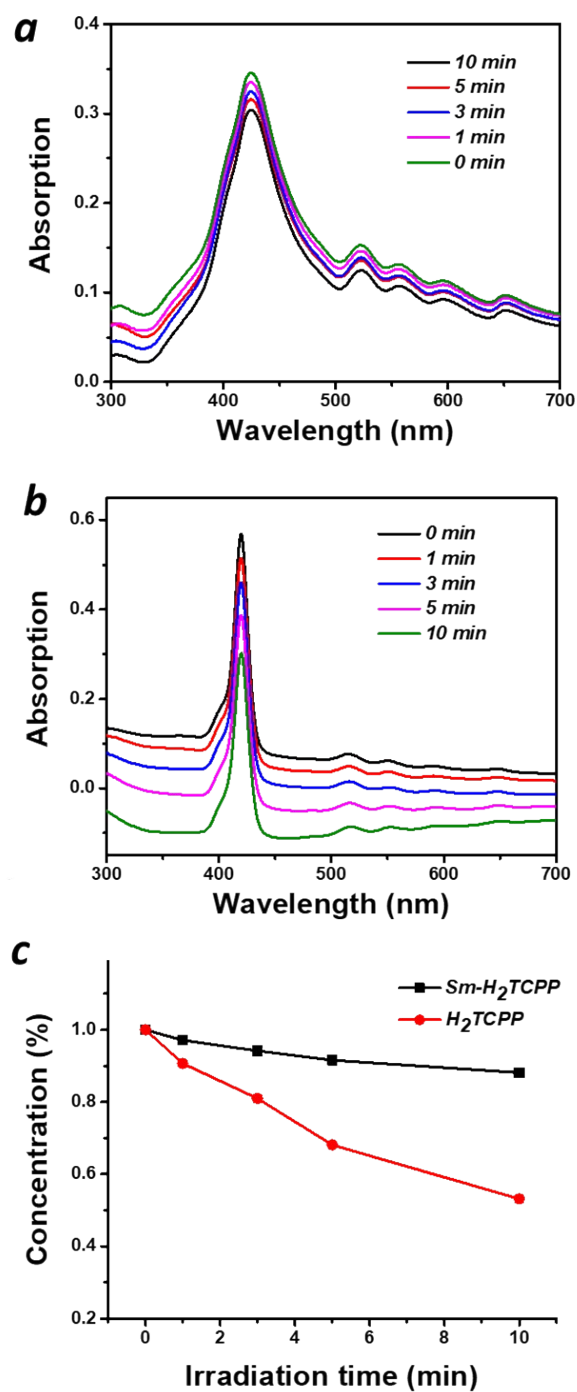 a
0.4
0.3
0.2
0.1
0.0
Absorption
10 min
5 min
3 min
1 min
0 min
300
400
500
600
700
Wavelength (nm)
b
0.6
0.4
0.2
0.0
Absorption
0 min
1 min
3 min
5 min
10 min
300
400
500
600
700
Wavelength (nm)
c
1.0
0.8
0.6
0.4
0.2
Concentration (%)
Sm-H₂TCPP
H₂TCPP
0
2
4
6
8
10
Irradiation time (min)